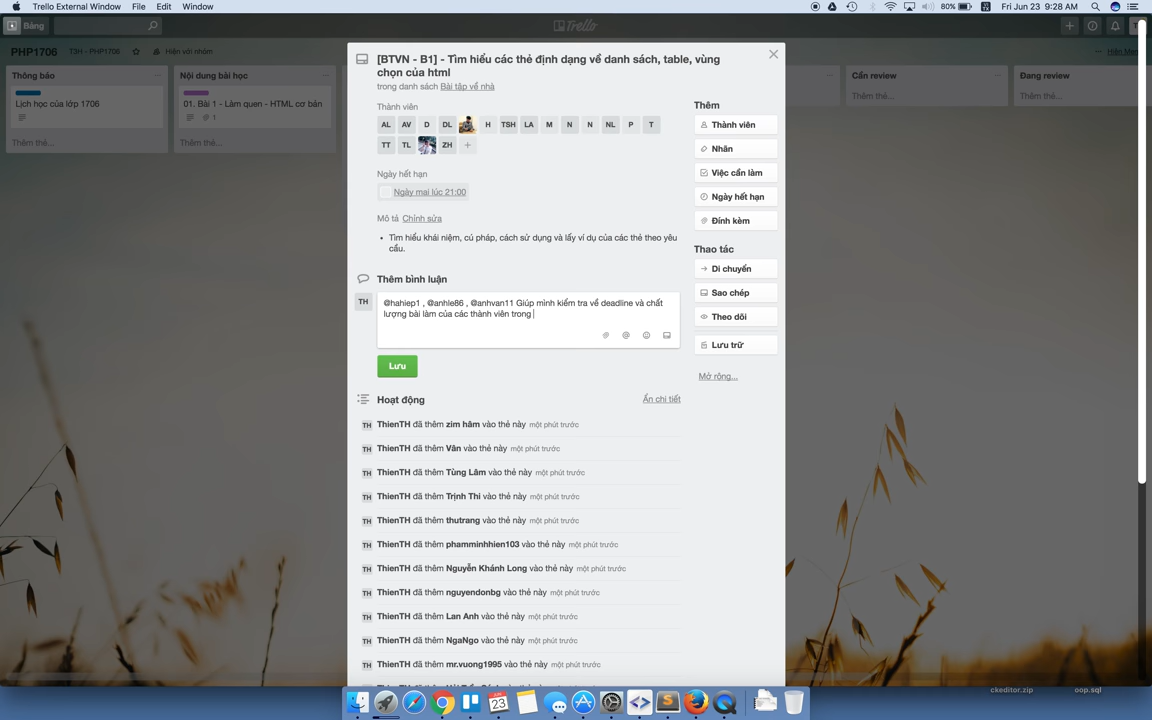 Trello External Window File Edit Window
80% Fri Jun 23 9:28 AM
Bảng
Trello
PHP1706 T3H - PHP1706 Hiện với nhóm
Thông báo
Lịch học của lớp 1706
Thêm thẻ...
Nội dung bài học
01. Bài 1 - Làm quen - HTML cơ bản
1
Thêm thẻ...
[BTVN - B1] - Tìm hiểu các thẻ định dạng về danh sách, table, vùng
chọn của html
trong danh sách Bài tập về nhà
Thành viên
AL AV D DL H TSH LA M N N NL P T
TT TL ZH +
Ngày hết hạn
Ngày mai lúc 21:00
Mô tả Chỉnh sửa
• Tìm hiểu khái niệm, cú pháp, cách sử dụng và lấy ví dụ của các thẻ theo yêu
cầu.
Thêm bình luận
TH
@hahiep1 , @anhle86 , @anhvan11 Giúp mình kiểm tra về deadline và chất
lượng bài làm của các thành viên trong
Lưu
Hoạt động Ẩn chi tiết
TH ThienTH đã thêm zim hâm vào thẻ này một phút trước
TH ThienTH đã thêm Vân vào thẻ này một phút trước
TH ThienTH đã thêm Tùng Lâm vào thẻ này một phút trước
TH ThienTH đã thêm Trịnh Thi vào thẻ này một phút trước
TH ThienTH đã thêm thutrang vào thẻ này một phút trước
TH ThienTH đã thêm phamminhhien103 vào thẻ này một phút trước
TH ThienTH đã thêm Nguyễn Khánh Long vào thẻ này một phút trước
TH ThienTH đã thêm nguyendonbg vào thẻ này một phút trước
TH ThienTH đã thêm Lan Anh vào thẻ này một phút trước
TH ThienTH đã thêm NgaNgo vào thẻ này một phút trước
TH ThienTH đã thêm mr.vuong1995 vào thẻ này một phút trước
Thêm
Thành viên
Nhãn
Việc cần làm
Ngày hết hạn
Đính kèm
Thao tác
Di chuyển
Sao chép
Theo dõi
Lưu trữ
Mở rộng...
Cần review
Thêm thẻ...
Đang review
Thêm thẻ...
ckeditor.zip oop.sql
23